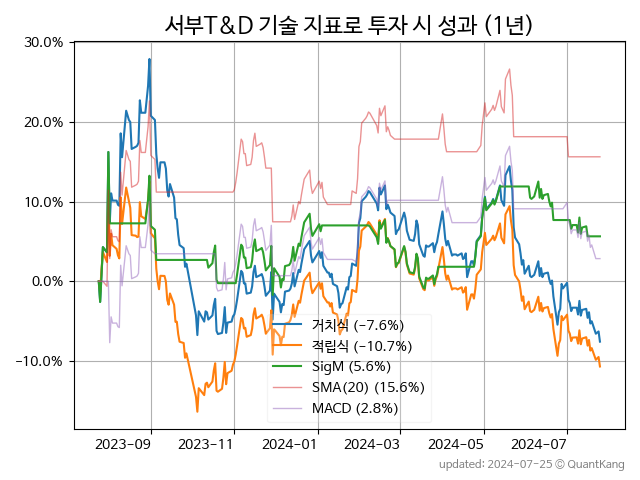 서부T&D 기술 지표로 투자 시 성과 (1년)
30.0%
20.0%
10.0%
0.0%
−10.0%
거치식 (−7.6%)
적립식 (−10.7%)
SigM (5.6%)
SMA(20) (15.6%)
MACD (2.8%)
2023-09 2023-11 2024-01 2024-03 2024-05 2024-07
updated: 2024-07-25 © QuantKang